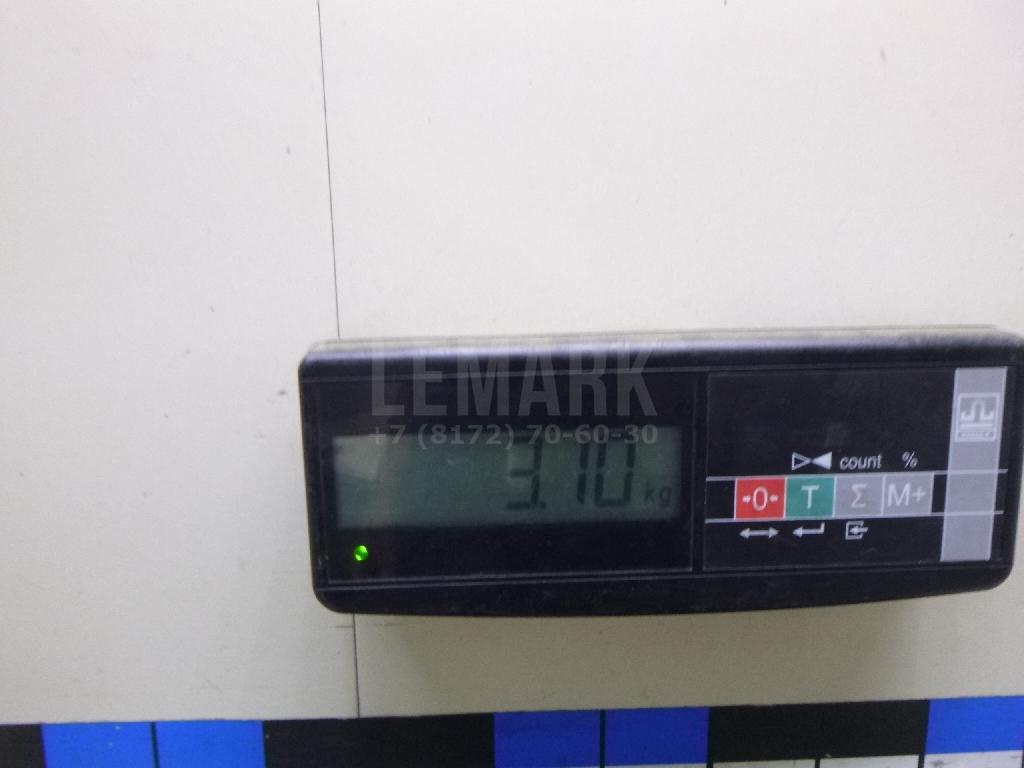 LEMARK
+7 (8172) 70-60-30
3.10 kg
count %
→0← T Σ M+